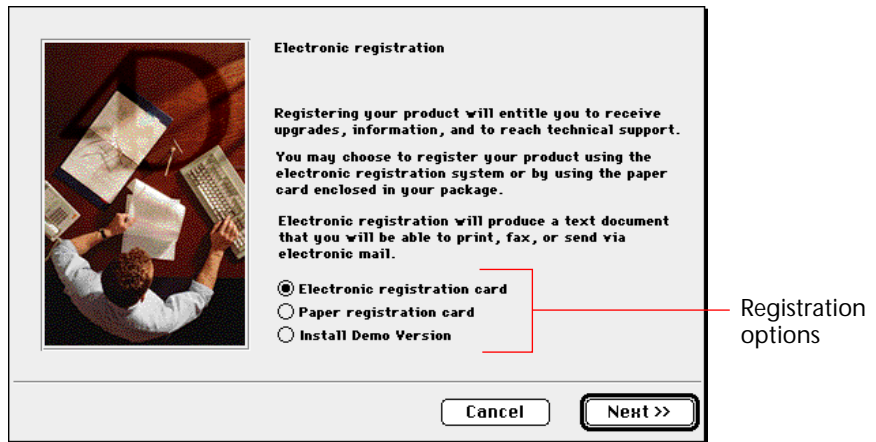 Electronic registration
Registering your product will entitle you to receive
upgrades, information, and to reach technical support.
You may choose to register your product using the
electronic registration system or by using the paper
card enclosed in your package.
Electronic registration will produce a text document
that you will be able to print, fax, or send via
electronic mail.
Electronic registration card
Paper registration card
Install Demo Version
Registration
options
Cancel
Next >>